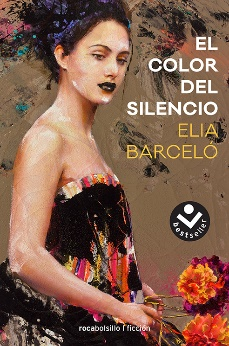 EL
COLOR
DEL
SILENCIO
ELIA
BARCELÓ
bestseller
rocabolsillo | ficción